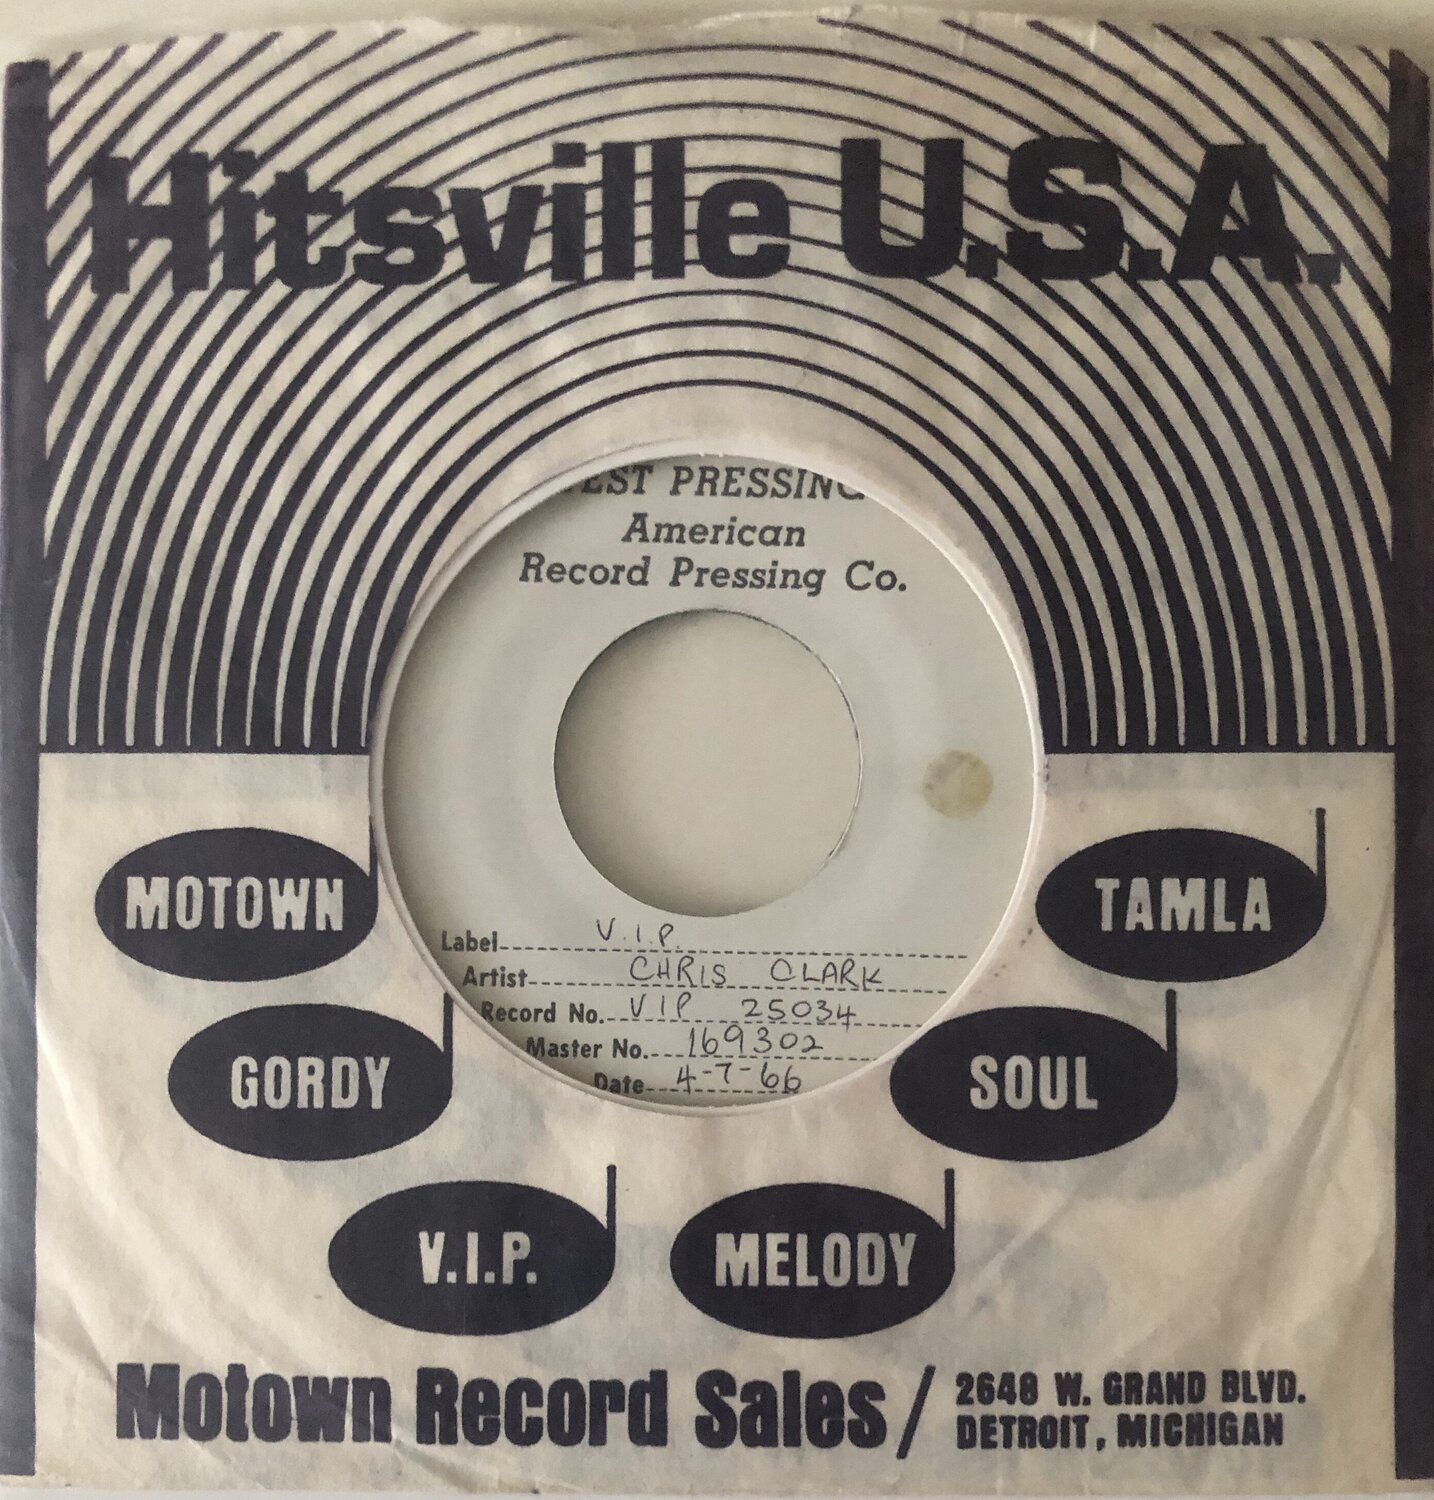 Hitsville U.S.A.
TEST PRESSING
American
Record Pressing Co.
Label V.I.P.
Artist CHRIS CLARK
Record No. VIP 25034
Master No. 169302
Date 4-7-66
MOTOWN
TAMLA
GORDY
SOUL
V.I.P.
MELODY
Motown Record Sales / 2648 W. GRAND BLVD.
DETROIT, MICHIGAN